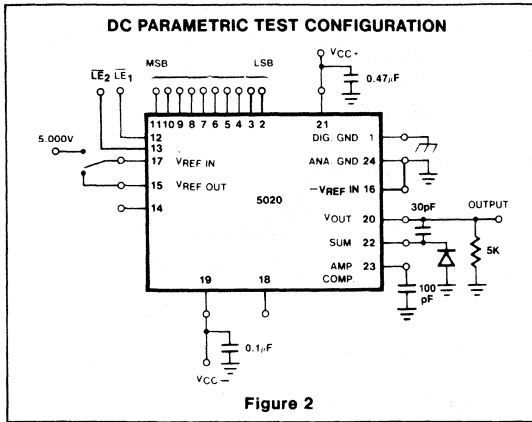 DC PARAMETRIC TEST CONFIGURATION
VCC+
MSB LSB
LE2 LE1
0.47µF
11 10 9 8 7 6 5 4 3 2
21
12
13
DIG. GND 1
5.000V
17 VREF IN
ANA. GND 24
15 VREF OUT
-VREF IN 16
30pF
OUTPUT
14
5020
VOUT 20
SUM 22
5K
AMP 23
COMP.
19
18
100
pF
0.1µF
VCC-
Figure 2